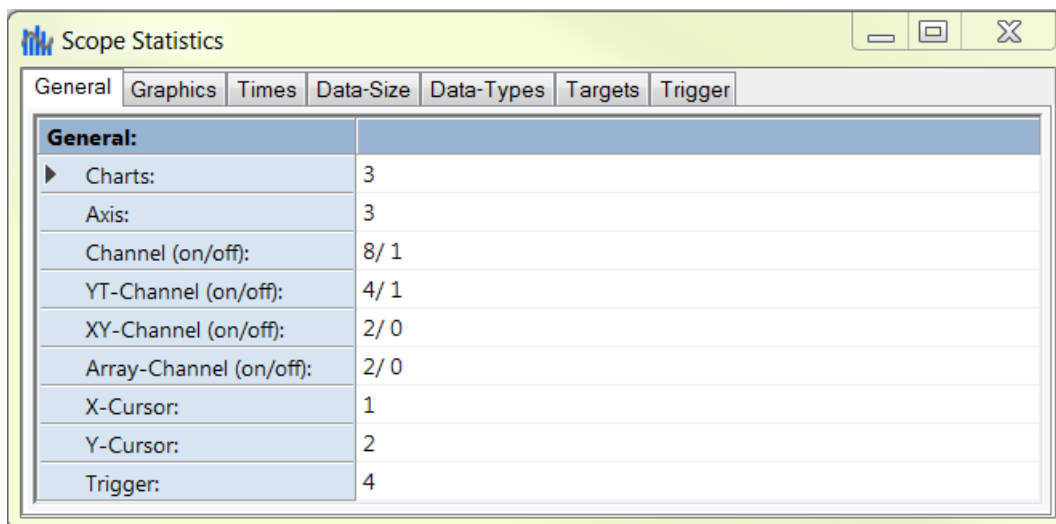 Scope Statistics
General Graphics Times Data-Size Data-Types Targets Trigger
General:
Charts: 3
Axis: 3
Channel (on/off): 8/ 1
YT-Channel (on/off): 4/ 1
XY-Channel (on/off): 2/ 0
Array-Channel (on/off): 2/ 0
X-Cursor: 1
Y-Cursor: 2
Trigger: 4